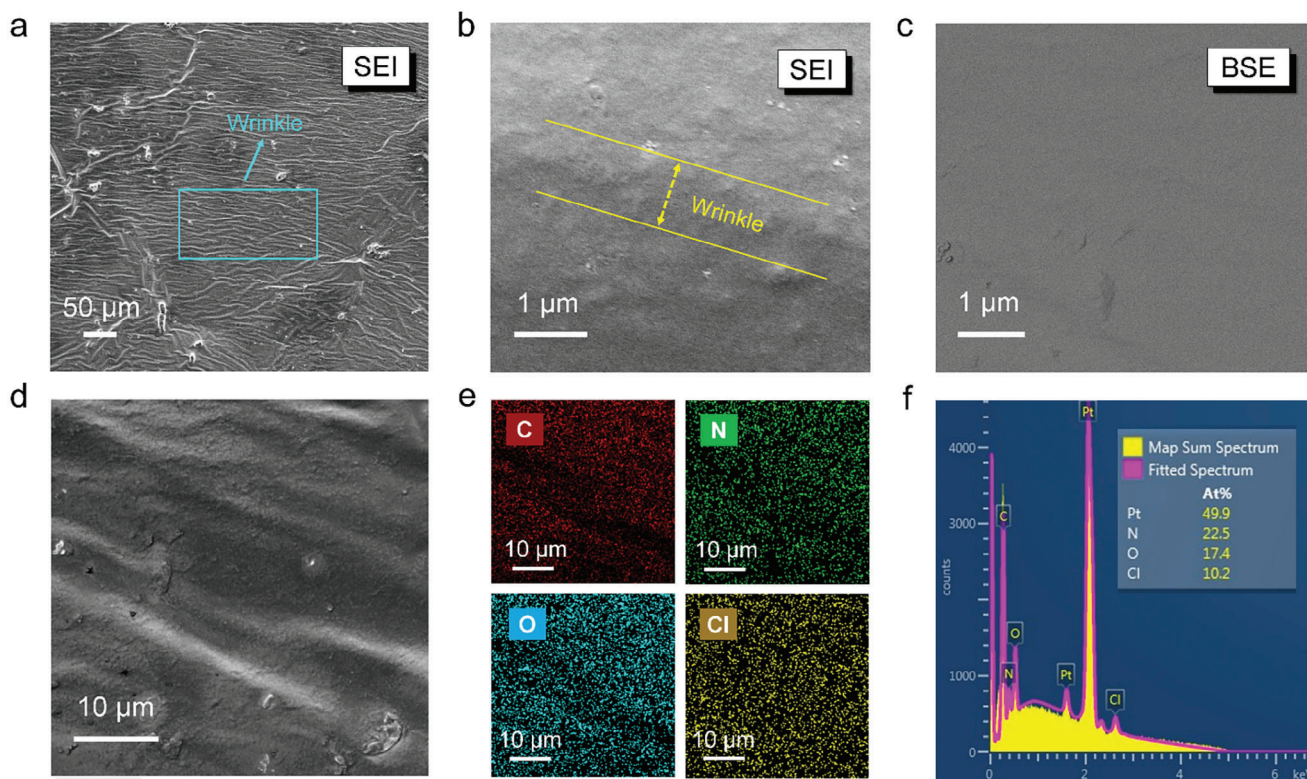 a
SEI
Wrinkle
50 µm
b
SEI
Wrinkle
1 µm
c
BSE
1 µm
d
10 µm
e
C
10 µm
N
10 µm
O
10 µm
Cl
10 µm
f
4000
3000
1000
0
counts
Pt
C
O
N
Pt
Cl
Map Sum Spectrum
Fitted Spectrum
At%
Pt 49.9
N 22.5
O 17.4
Cl 10.2
0 2 4 6